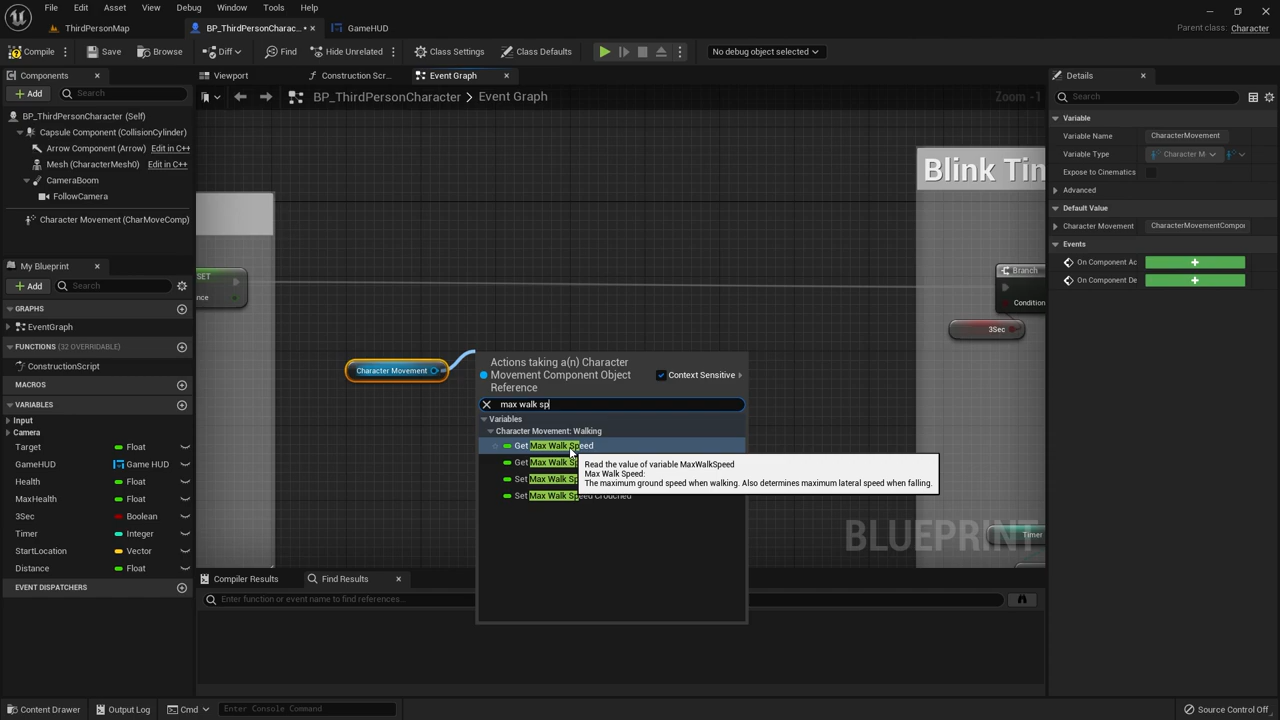 File Edit Asset View Debug Window Tools Help
ThirdPersonMap
BP_ThirdPersonCharac...
GameHUD
Parent class: Character
Compile
Save
Browse
Diff
Find
Hide Unrelated
Class Settings
Class Defaults
No debug object selected
Components
Viewport
Construction Scr...
Event Graph
Details
Add
Search
BP_ThirdPersonCharacter > Event Graph
Zoom -1
Search
BP_ThirdPersonCharacter (Self)
Capsule Component (CollisionCylinder)
Arrow Component (Arrow) Edit in C++
Mesh (CharacterMesh0) Edit in C++
CameraBoom
FollowCamera
Character Movement (CharMoveComp)
Variable
Variable Name CharacterMovement
Variable Type Character M
Expose to Cinematics
Advanced
Default Value
Character Movement CharacterMovementCompor
Events
On Component Ac
On Component De
My Blueprint
Add
Search
GRAPHS
EventGraph
FUNCTIONS (32 OVERRIDABLE)
ConstructionScript
MACROS
VARIABLES
Input
Camera
Target Float
GameHUD Game HUD
Health Float
MaxHealth Float
3Sec Boolean
Timer Integer
StartLocation Vector
Distance Float
EVENT DISPATCHERS
SET
nce
Blink Tin
Branch
Condition
3Sec
Timer
Character Movement
Actions taking a(n) Character
Movement Component Object
Reference
Context Sensitive
max walk sp
Variables
Character Movement: Walking
Get Max Walk Speed
Get Max Walk Sp
Set Max Walk Sp
Set Max Walk Speed Crouched
Read the value of variable MaxWalkSpeed
Max Walk Speed:
The maximum ground speed when walking. Also determines maximum lateral speed when falling.
BLUEPRINT
Compiler Results
Find Results
Enter function or event name to find references...
Content Drawer
Output Log
Cmd
Enter Console Command
Source Control Off